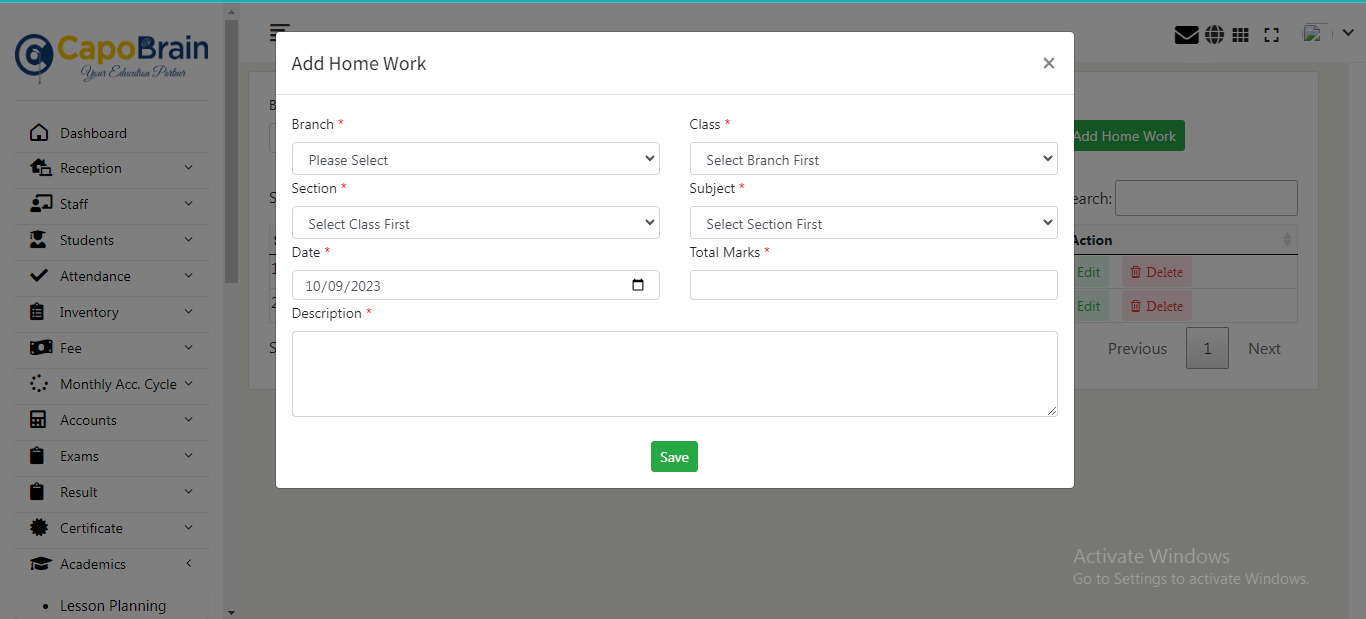 CapoBrain
Your Education Partner
Dashboard
Reception
Staff
Students
Attendance
Inventory
Fee
Monthly Acc. Cycle
Accounts
Exams
Result
Certificate
Academics
Lesson Planning
Add Home Work
×
Branch *
Class *
Please Select
Select Branch First
Section *
Subject *
Select Class First
Select Section First
Date *
Total Marks *
10/09/2023
Description *
Save
Add Home Work
earch:
Action
Edit
Delete
Edit
Delete
Previous
1
Next
Activate Windows
Go to Settings to activate Windows.